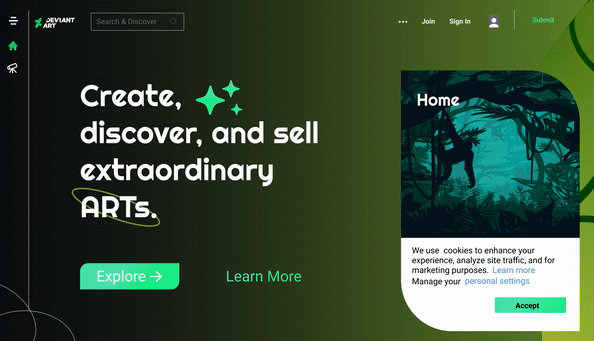 DEVIANT
ART
Search & Discover
Join
Sign In
Submit
Create,
discover, and sell
extraordinary
ARTs.
Explore →
Learn More
Home
We use cookies to enhance your
experience, analyze site traffic, and for
marketing purposes. Learn more
Manage your personal settings
Accept